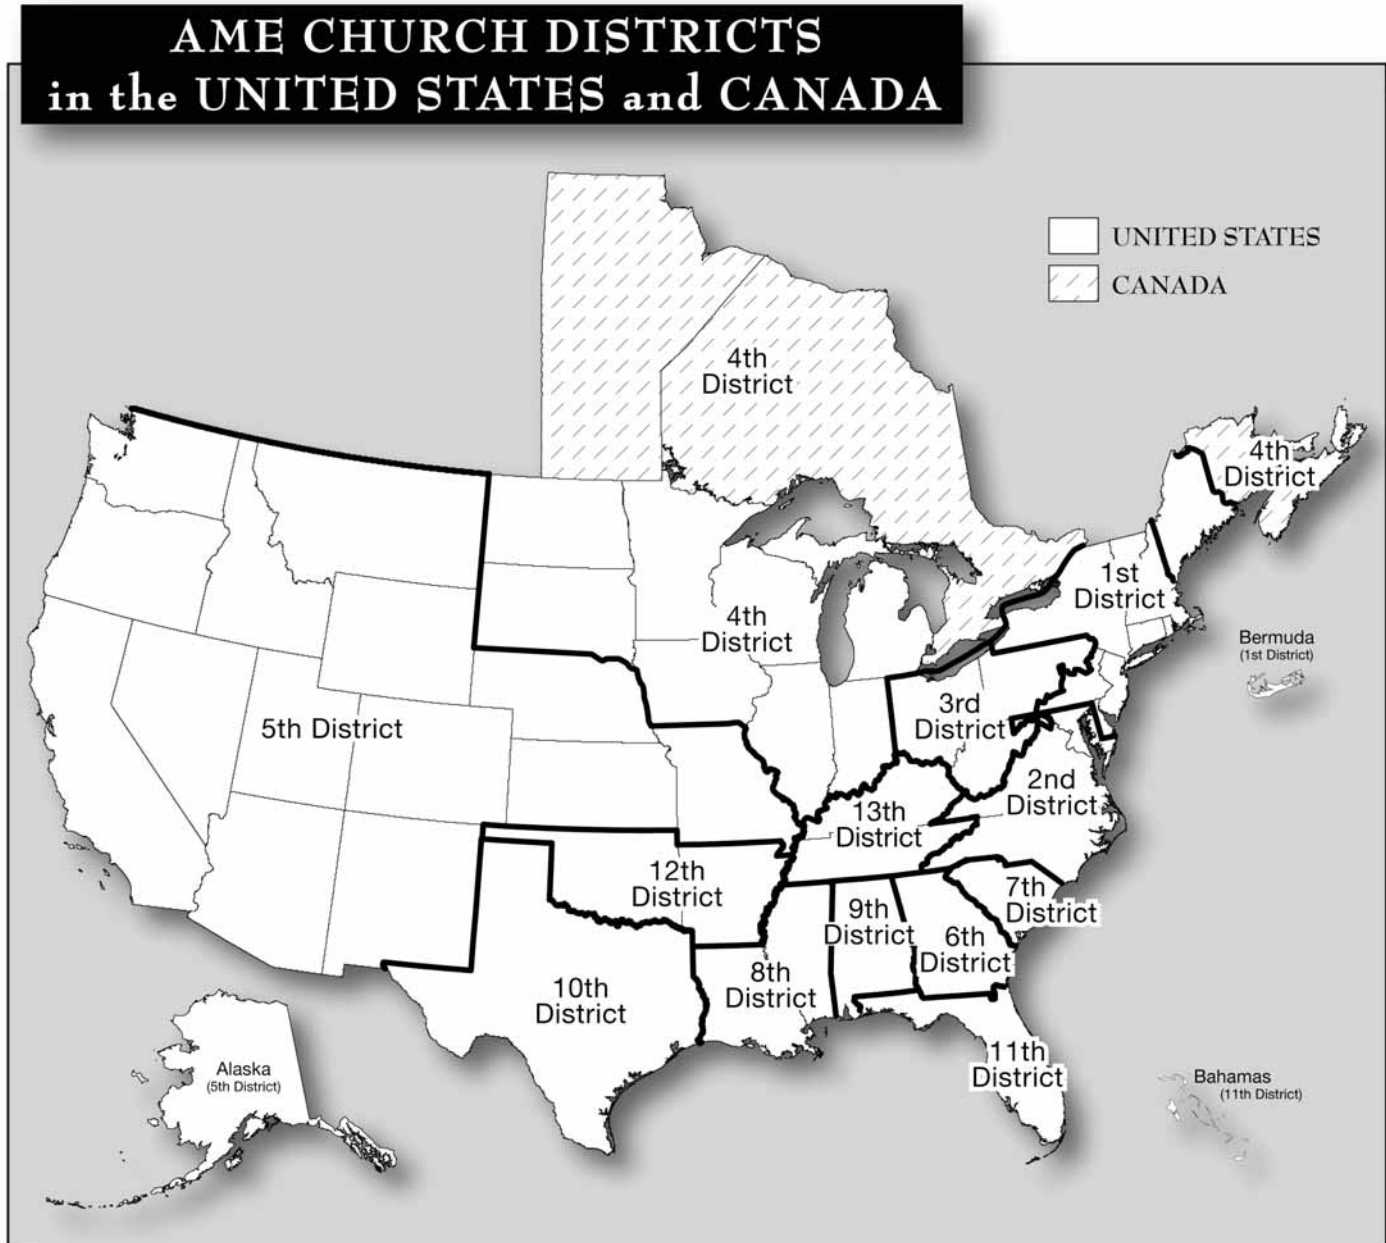 AME CHURCH DISTRICTS
in the UNITED STATES and CANADA
UNITED STATES
CANADA
4th
District
4th
District
1st
District
4th
District
Bermuda
(1st District)
3rd
District
5th District
2nd
District
13th
District
12th
District
7th
District
9th
District
6th
District
8th
District
10th
District
11th
District
Alaska
(5th District)
Bahamas
(11th District)